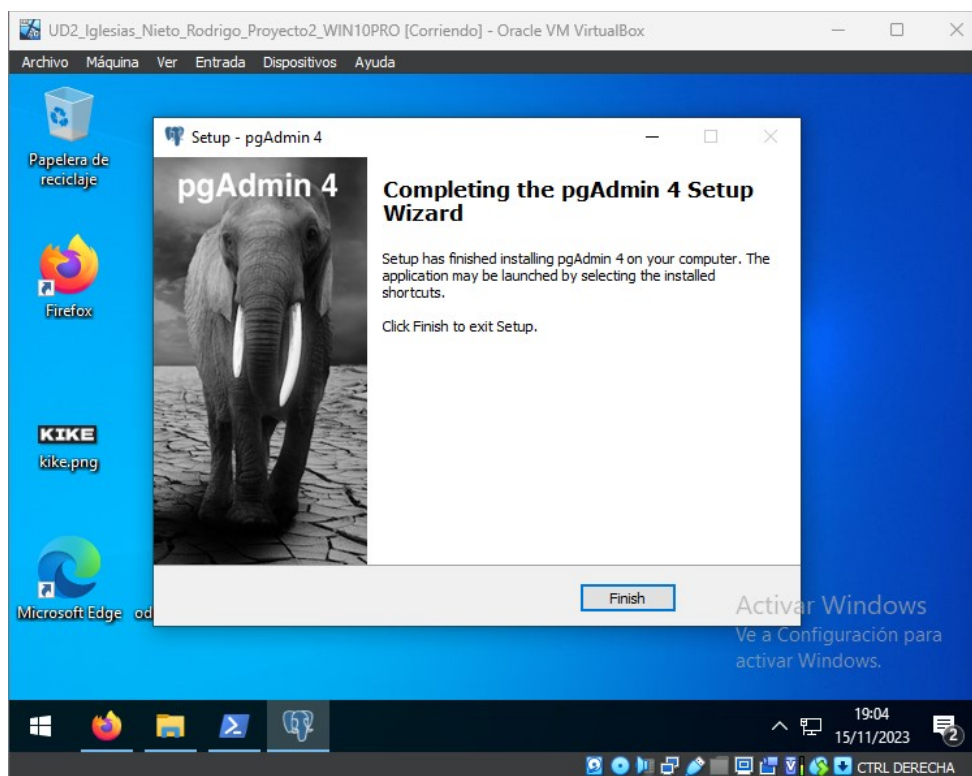 UD2_Iglesias_Nieto_Rodrigo_Proyecto2_WIN10PRO [Corriendo] - Oracle VM VirtualBox
Archivo Máquina Ver Entrada Dispositivos Ayuda
Papelera de
reciclaje
Firefox
KIKE
kike.png
Microsoft Edge
od
Setup - pgAdmin 4
pgAdmin 4
Completing the pgAdmin 4 Setup
Wizard
Setup has finished installing pgAdmin 4 on your computer. The
application may be launched by selecting the installed
shortcuts.
Click Finish to exit Setup.
Finish
Activar Windows
Ve a Configuración para
activar Windows.
19:04
15/11/2023
2
CTRL DERECHA